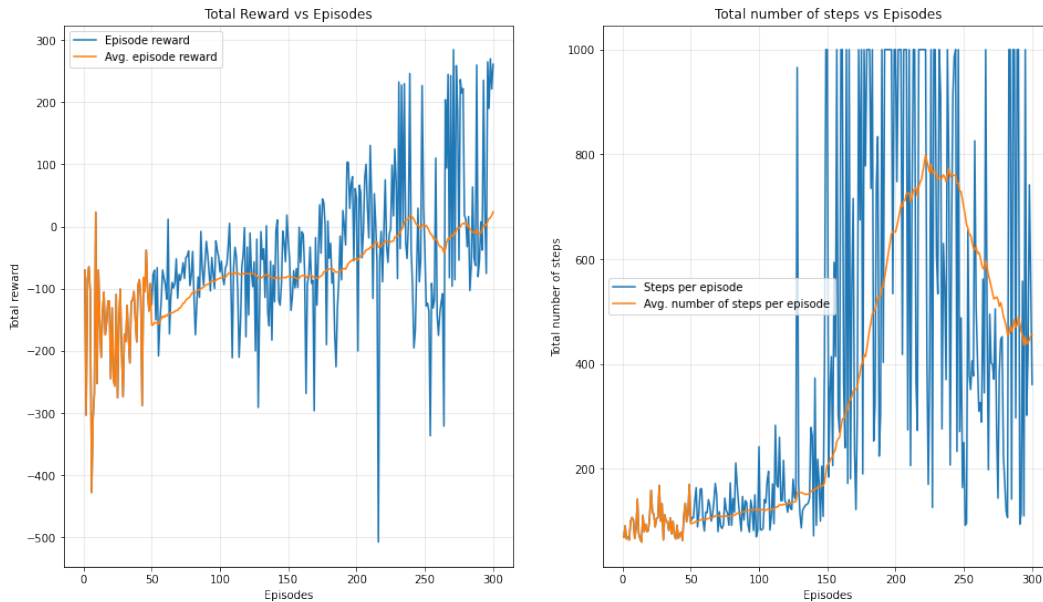 Total Reward vs Episodes
Total reward
300
200
100
0
−100
−200
−300
−400
−500
Episode reward
Avg. episode reward
0 50 100 150 200 250 300
Episodes
Total number of steps vs Episodes
Total number of steps
1000
800
600
400
200
Steps per episode
Avg. number of steps per episode
0 50 100 150 200 250 300
Episodes